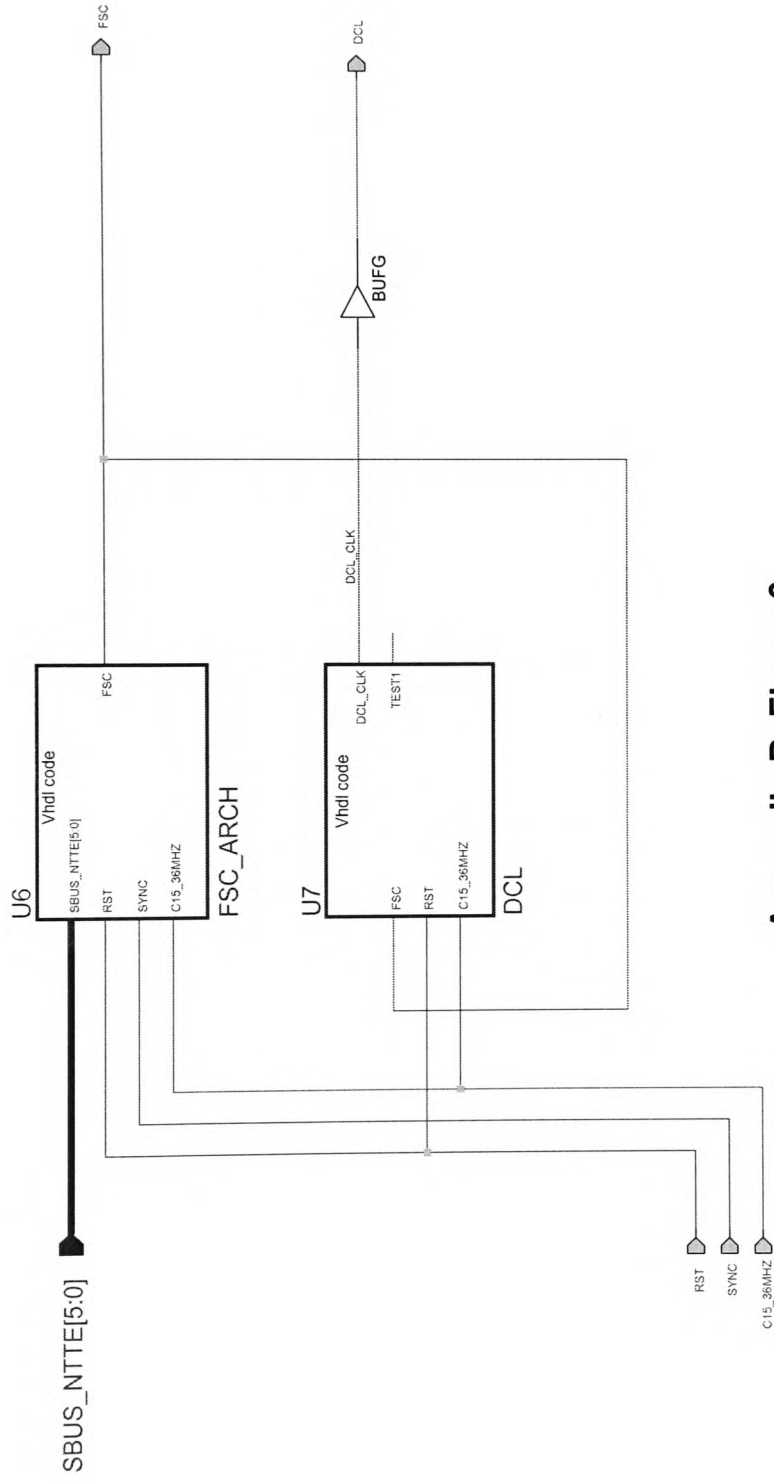 FSC
U6
Vhdl code
SBUS_NTTE[5:0]
FSC
RST
SYNC
C15_36MHZ
FSC_ARCH
SBUS_NTTE[5:0]
DCL
BUFG
DCL_CLK
U7
Vhdl code
DCL_CLK
TEST1
FSC
RST
C15_36MHZ
DCL
RST
SYNC
C15_36MHZ